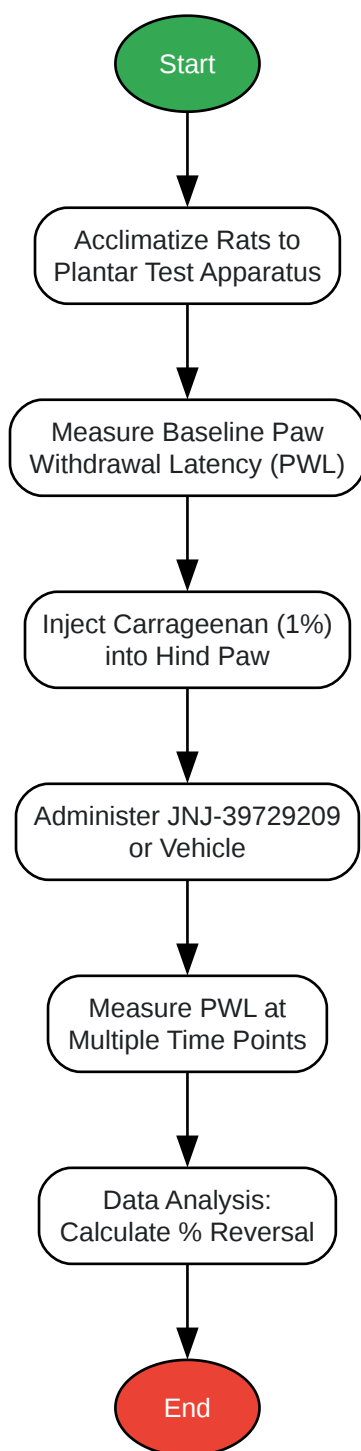 Start
Acclimatize Rats to
Plantar Test Apparatus
Measure Baseline Paw
Withdrawal Latency (PWL)
Inject Carrageenan (1%)
into Hind Paw
Administer JNJ-39729209
or Vehicle
Measure PWL at
Multiple Time Points
Data Analysis:
Calculate % Reversal
End